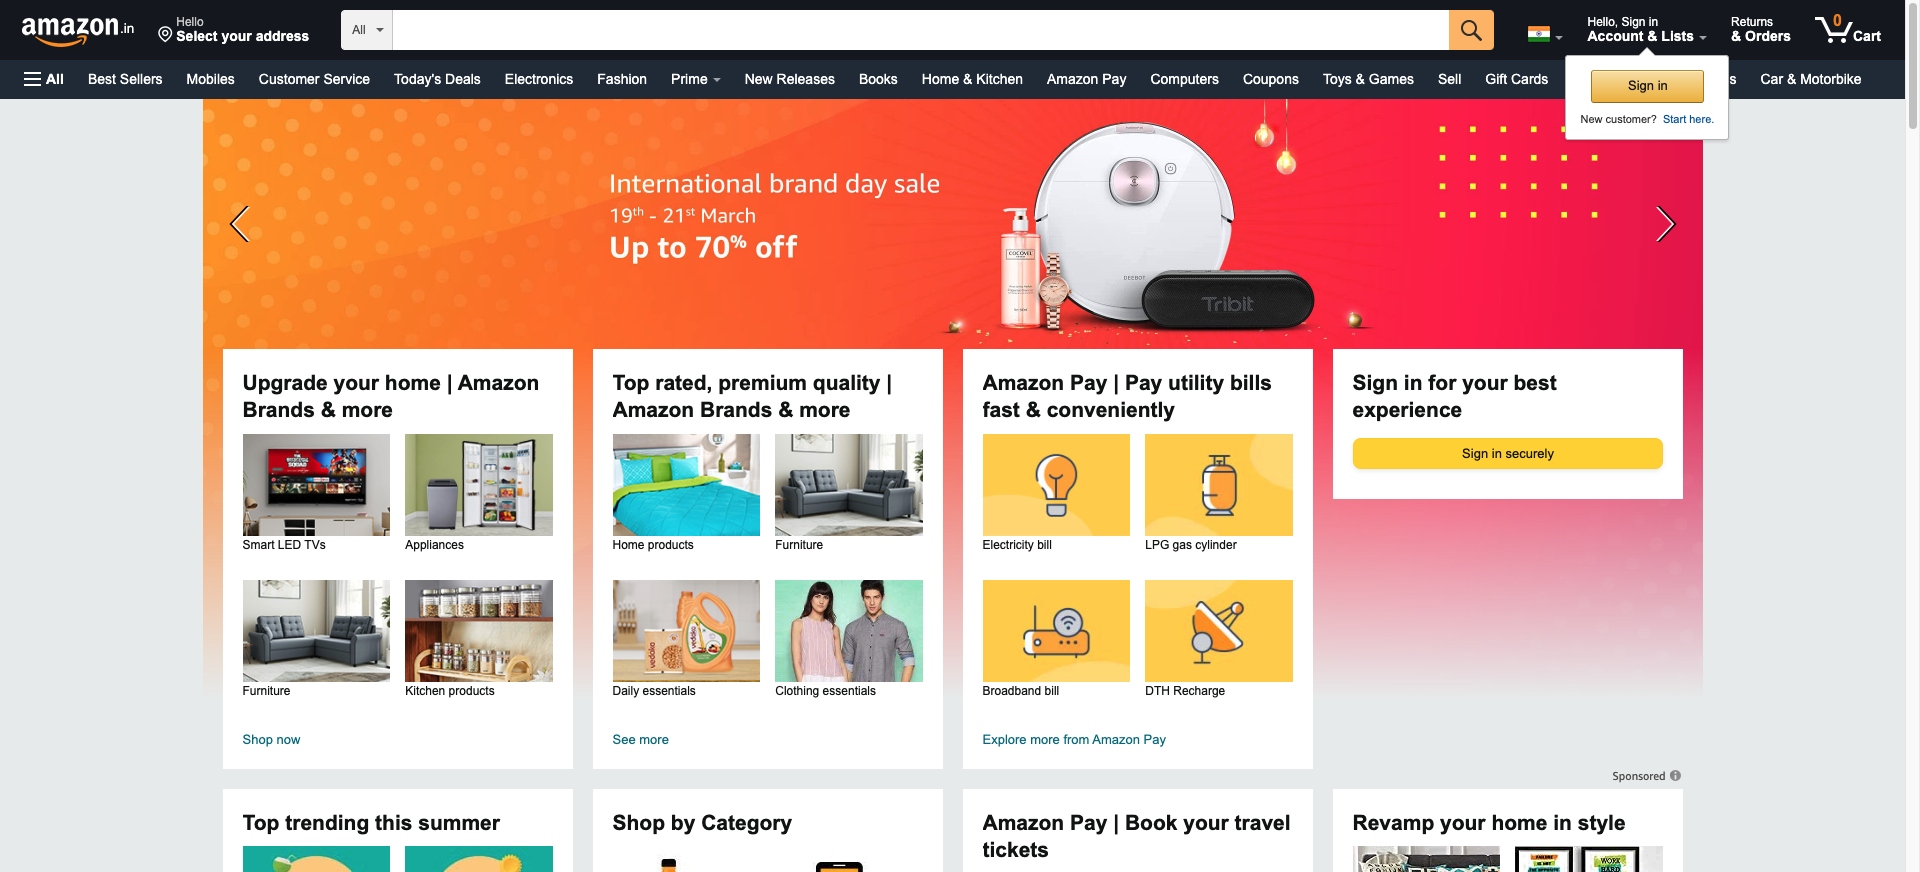 amazon.in
Hello
Select your address
All
Hello, Sign in
Account & Lists
Returns
& Orders
0
Cart
All
Best Sellers
Mobiles
Customer Service
Today's Deals
Electronics
Fashion
Prime
New Releases
Books
Home & Kitchen
Amazon Pay
Computers
Coupons
Toys & Games
Sell
Gift Cards
s
Car & Motorbike
Sign in
New customer? Start here.
International brand day sale
19th - 21st March
Up to 70% off
COCOVEL
DEEBOT
Tribit
Upgrade your home | Amazon
Brands & more
Smart LED TVs
Appliances
Furniture
Kitchen products
Shop now
Top rated, premium quality |
Amazon Brands & more
Home products
Furniture
vedaka
vedaka
Daily essentials
Clothing essentials
See more
Amazon Pay | Pay utility bills
fast & conveniently
Electricity bill
LPG gas cylinder
Broadband bill
DTH Recharge
Explore more from Amazon Pay
Sign in for your best
experience
Sign in securely
Sponsored
Top trending this summer
Shop by Category
Amazon Pay | Book your travel
tickets
Revamp your home in style
WORK
HARD